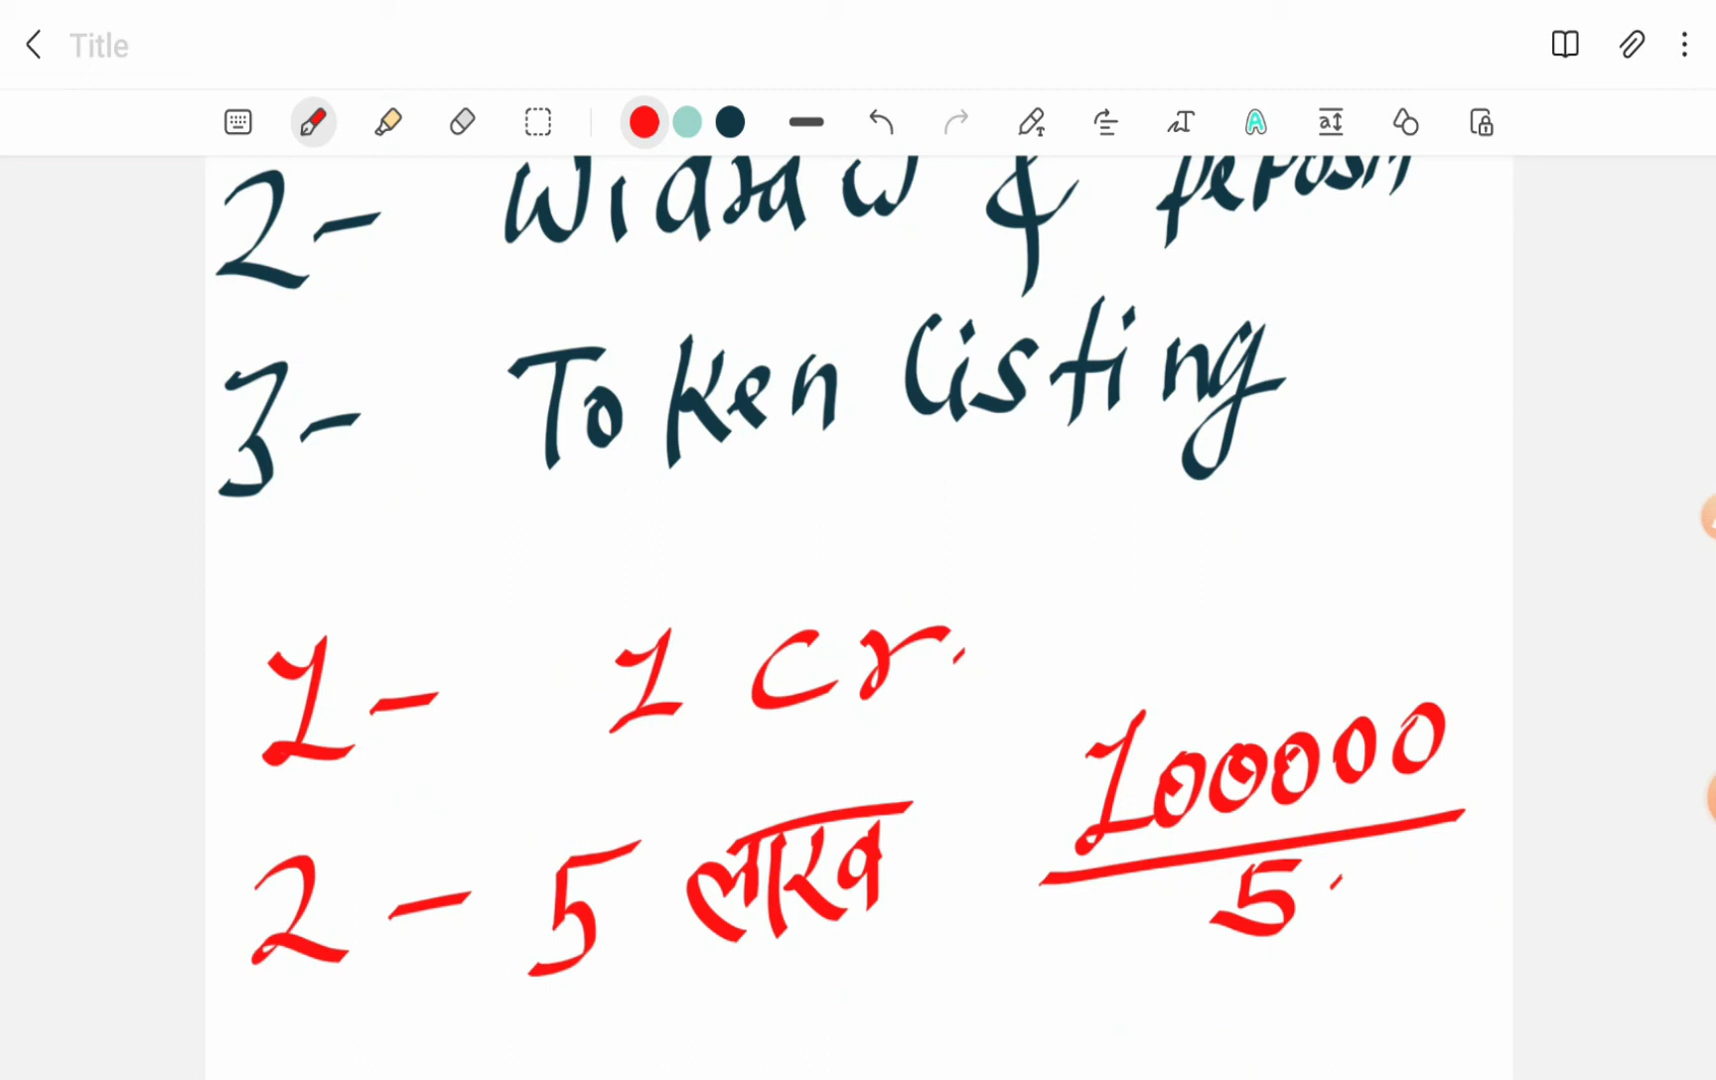 Title
2- Widraw & Deposit
3- Token Listing
1- 1 Cr.
2- 5 लाख 100000
5.